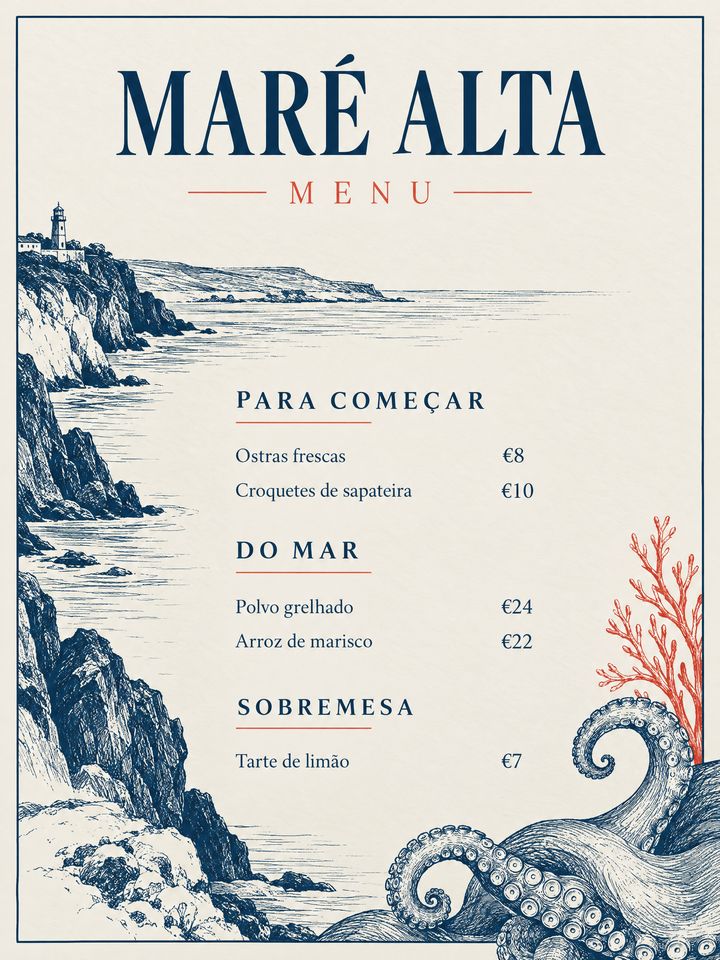 MARÉ ALTA
MENU
PARA COMEÇAR
Ostras frescas €8
Croquetes de sapateira €10
DO MAR
Polvo grelhado €24
Arroz de marisco €22
SOBREMESA
Tarte de limão €7